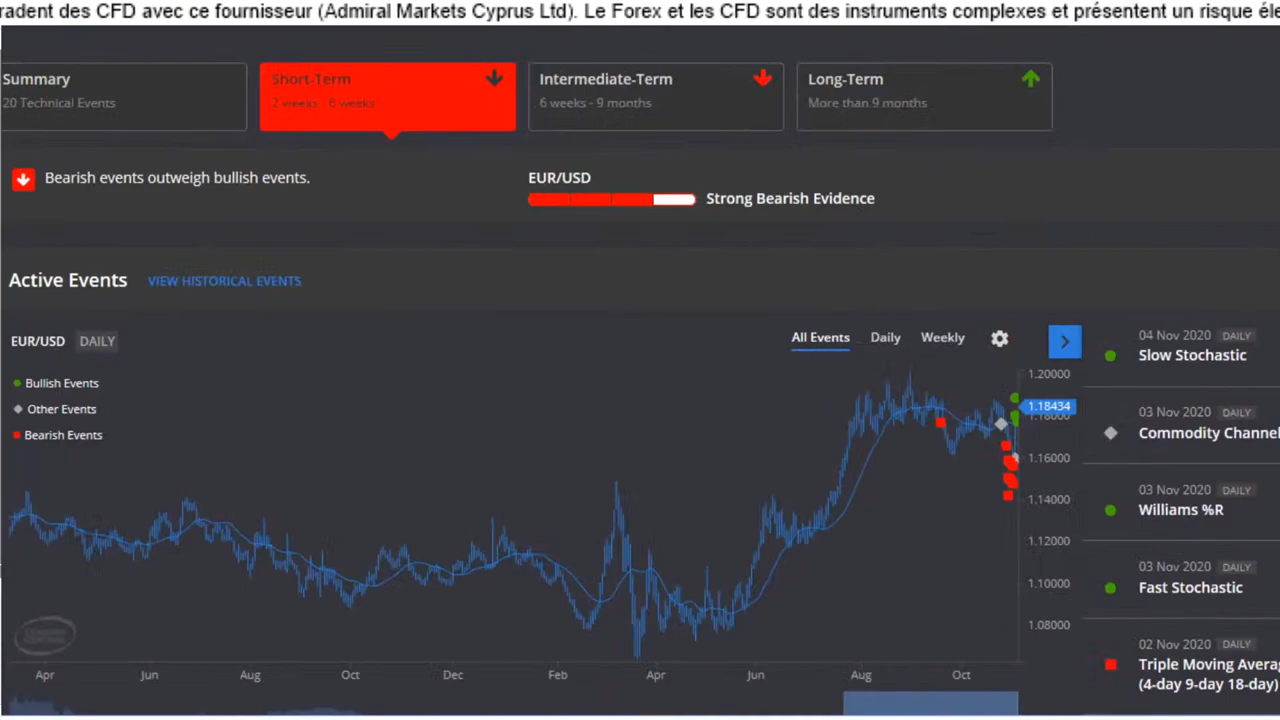 radent des CFD avec ce fournisseur (Admiral Markets Cyprus Ltd). Le Forex et les CFD sont des instruments complexes et présentent un risque éle
Summary
20 Technical Events
Short-Term
2 weeks - 6 weeks
Intermediate-Term
6 weeks - 9 months
Long-Term
More than 9 months
Bearish events outweigh bullish events.
EUR/USD
Strong Bearish Evidence
Active Events
VIEW HISTORICAL EVENTS
EUR/USD DAILY
All Events Daily Weekly
Bullish Events
Other Events
Bearish Events
1.20000
1.18434
1.18000
1.16000
1.14000
1.12000
1.10000
1.08000
Apr Jun Aug Oct Dec Feb Apr Jun Aug Oct
04 Nov 2020 DAILY
Slow Stochastic
03 Nov 2020 DAILY
Commodity Channel
03 Nov 2020 DAILY
Williams %R
03 Nov 2020 DAILY
Fast Stochastic
02 Nov 2020 DAILY
Triple Moving Avera
(4-day 9-day 18-day)